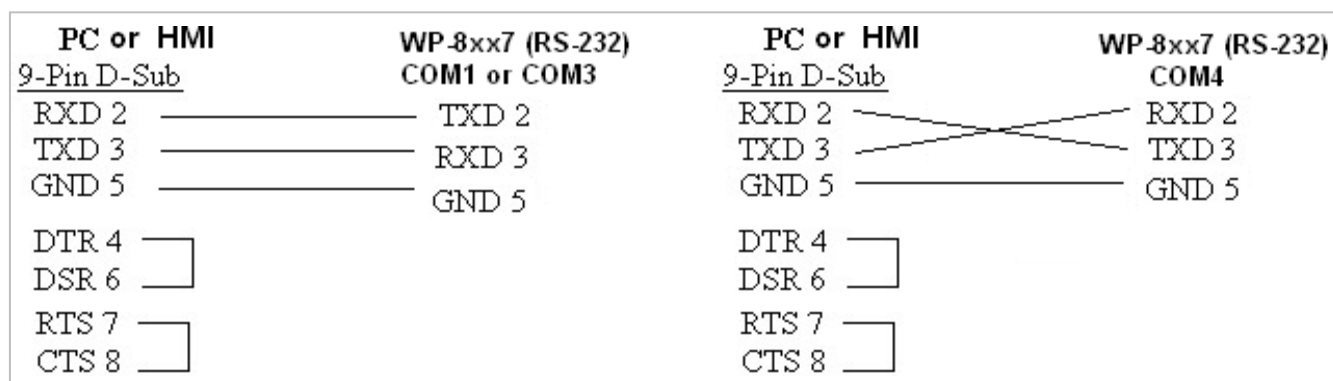 PC or HMI
9-Pin D-Sub
RXD 2
TXD 3
GND 5
DTR 4
DSR 6
RTS 7
CTS 8
WP-8xx7 (RS-232)
COM1 or COM3
TXD 2
RXD 3
GND 5
PC or HMI
9-Pin D-Sub
RXD 2
TXD 3
GND 5
DTR 4
DSR 6
RTS 7
CTS 8
WP-8xx7 (RS-232)
COM4
RXD 2
TXD 3
GND 5